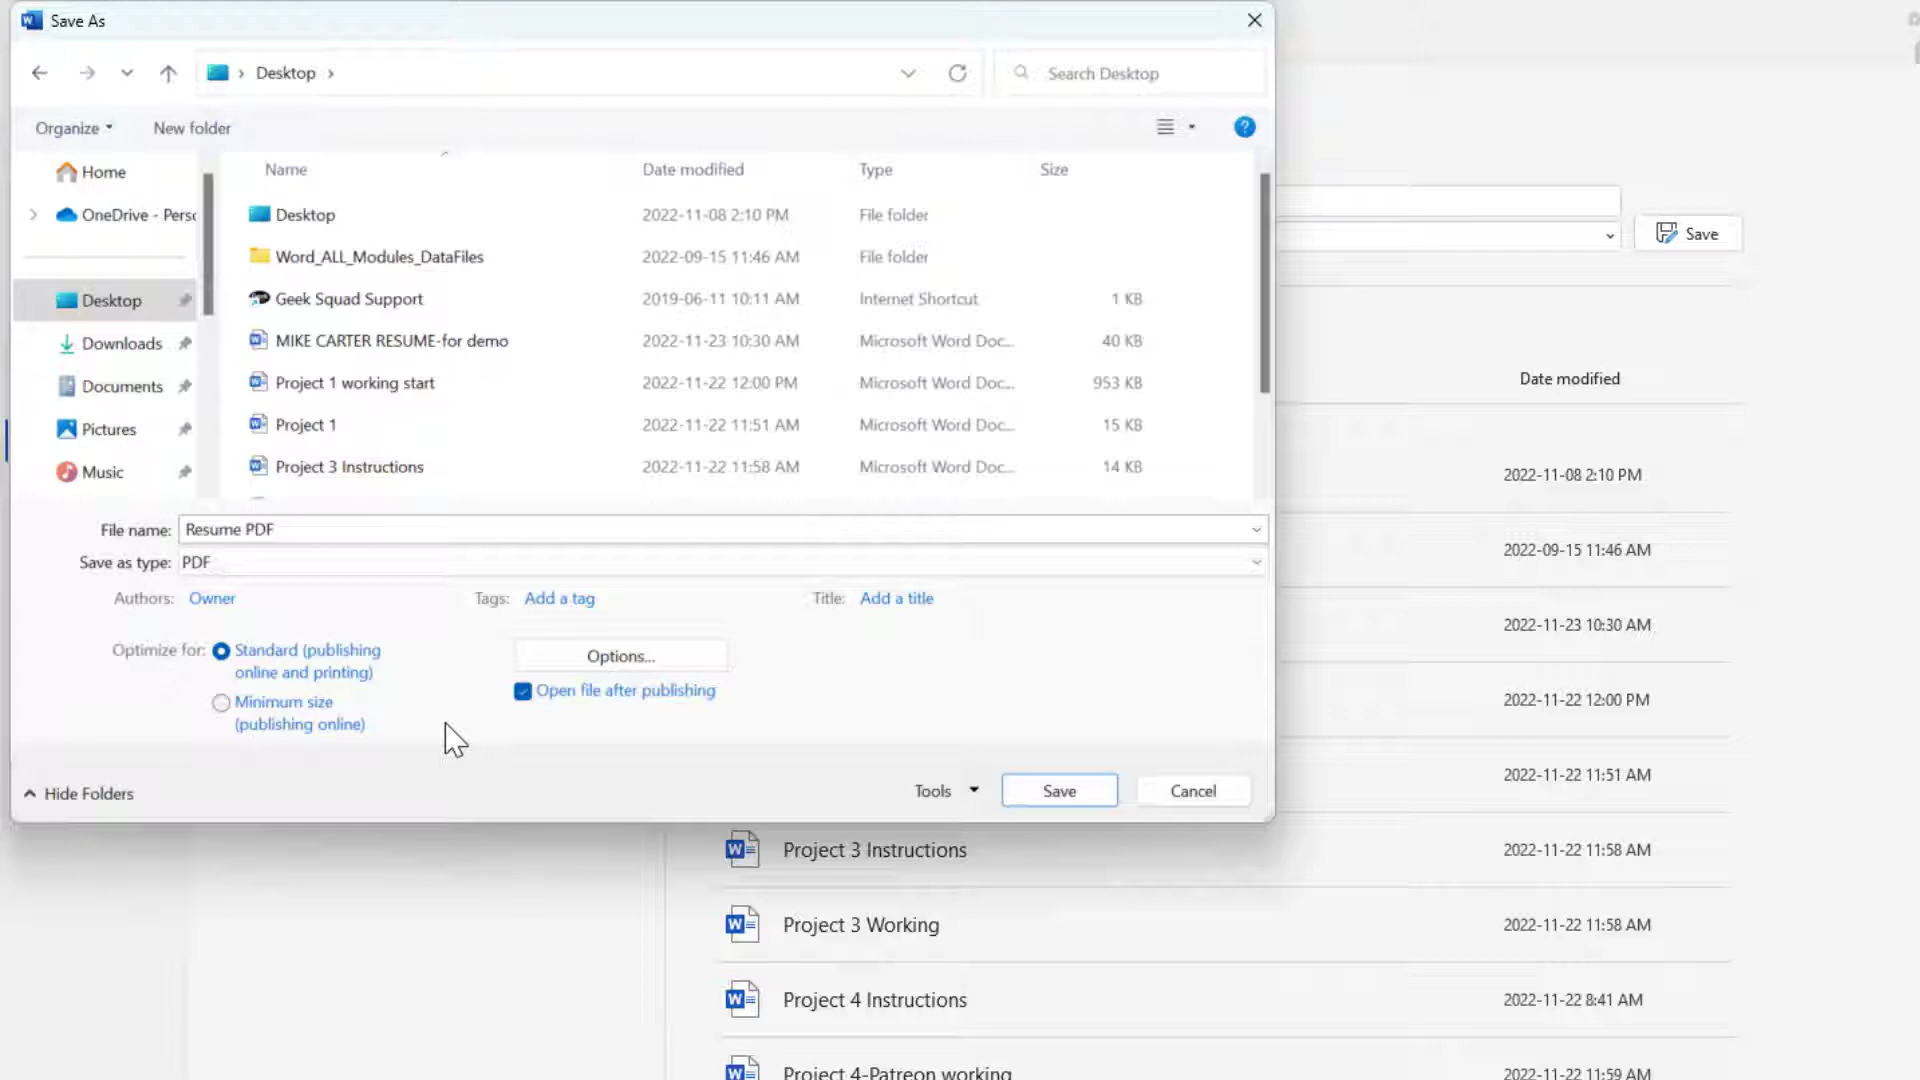 Save As
Desktop
Search Desktop
Organize
New folder
Name Date modified Type Size
Home
OneDrive - Perso
Desktop
Downloads
Documents
Pictures
Music
Desktop 2022-11-08 2:10 PM File folder
Word_ALL_Modules_DataFiles 2022-09-15 11:46 AM File folder
Geek Squad Support 2019-06-11 10:11 AM Internet Shortcut 1 KB
MIKE CARTER RESUME-for demo 2022-11-23 10:30 AM Microsoft Word Doc... 40 KB
Project 1 working start 2022-11-22 12:00 PM Microsoft Word Doc... 953 KB
Project 1 2022-11-22 11:51 AM Microsoft Word Doc... 15 KB
Project 3 Instructions 2022-11-22 11:58 AM Microsoft Word Doc... 14 KB
File name: Resume PDF
Save as type: PDF
Authors: Owner Tags: Add a tag Title: Add a title
Optimize for: Standard (publishing
online and printing)
Minimum size
(publishing online)
Options...
Open file after publishing
Hide Folders
Tools Save Cancel
Save
Date modified
2022-11-08 2:10 PM
2022-09-15 11:46 AM
2022-11-23 10:30 AM
2022-11-22 12:00 PM
2022-11-22 11:51 AM
Project 3 Instructions 2022-11-22 11:58 AM
Project 3 Working 2022-11-22 11:58 AM
Project 4 Instructions 2022-11-22 8:41 AM
Project 4-Patreon working 2022-11-22 11:59 AM